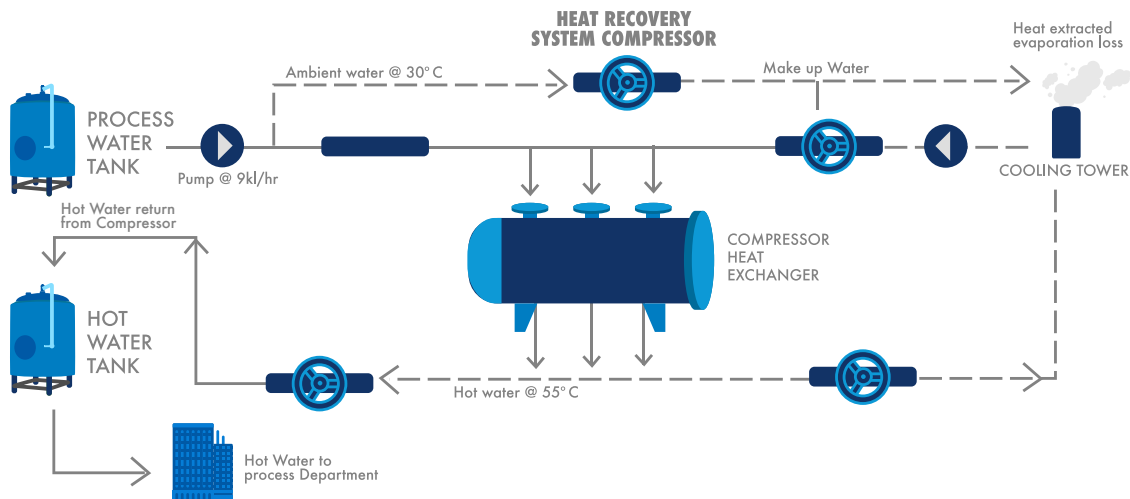 HEAT RECOVERY
SYSTEM COMPRESSOR
Heat extracted
evaporation loss
Ambient water @ 30° C
Make up Water
PROCESS
WATER
TANK
Pump @ 9kl/hr
COOLING TOWER
Hot Water return
from Compressor
COMPRESSOR
HEAT
EXCHANGER
HOT
WATER
TANK
Hot water @ 55° C
Hot Water to
process Department